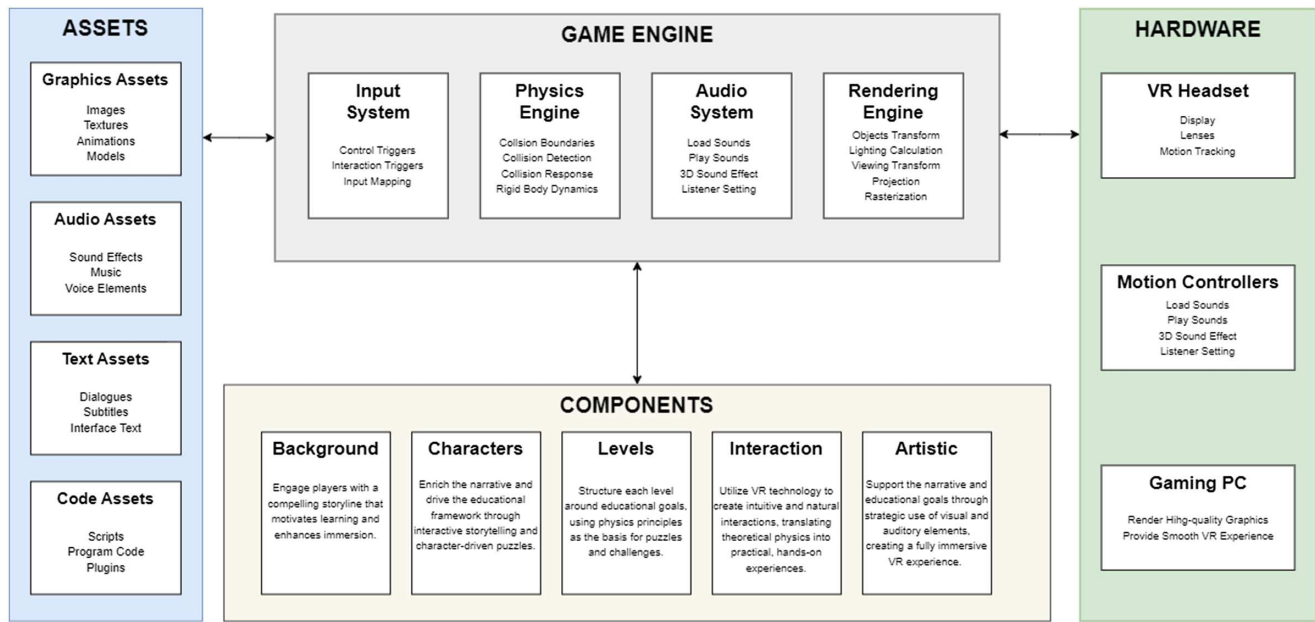 ASSETS
Graphics Assets
Images
Textures
Animations
Models
Audio Assets
Sound Effects
Music
Voice Elements
Text Assets
Dialogues
Subtitles
Interface Text
Code Assets
Scripts
Program Code
Plugins
GAME ENGINE
Input
System
Control Triggers
Interaction Triggers
Input Mapping
Physics
Engine
Collsion Boundaries
Collision Detection
Collision Response
Rigid Body Dynamics
Audio
System
Load Sounds
Play Sounds
3D Sound Effect
Listener Setting
Rendering
Engine
Objects Transform
Lighting Calculation
Viewing Transform
Projection
Rasterization
COMPONENTS
Background
Engage players with a
compelling storyline that
motivates learning and
enhances immersion.
Characters
Enrich the narrative and
drive the educational
framework through
interactive storytelling and
character-driven puzzles.
Levels
Structure each level
around educational goals,
using physics principles
as the basis for puzzles
and challenges.
Interaction
Utilize VR technology to
create intuitive and natural
interactions, translating
theoretical physics into
practical, hands-on
experiences.
Artistic
Support the narrative and
educational goals through
strategic use of visual and
auditory elements,
creating a fully immersive
VR experience.
HARDWARE
VR Headset
Display
Lenses
Motion Tracking
Motion Controllers
Load Sounds
Play Sounds
3D Sound Effect
Listener Setting
Gaming PC
Render Hihg-quality Graphics
Provide Smooth VR Experience